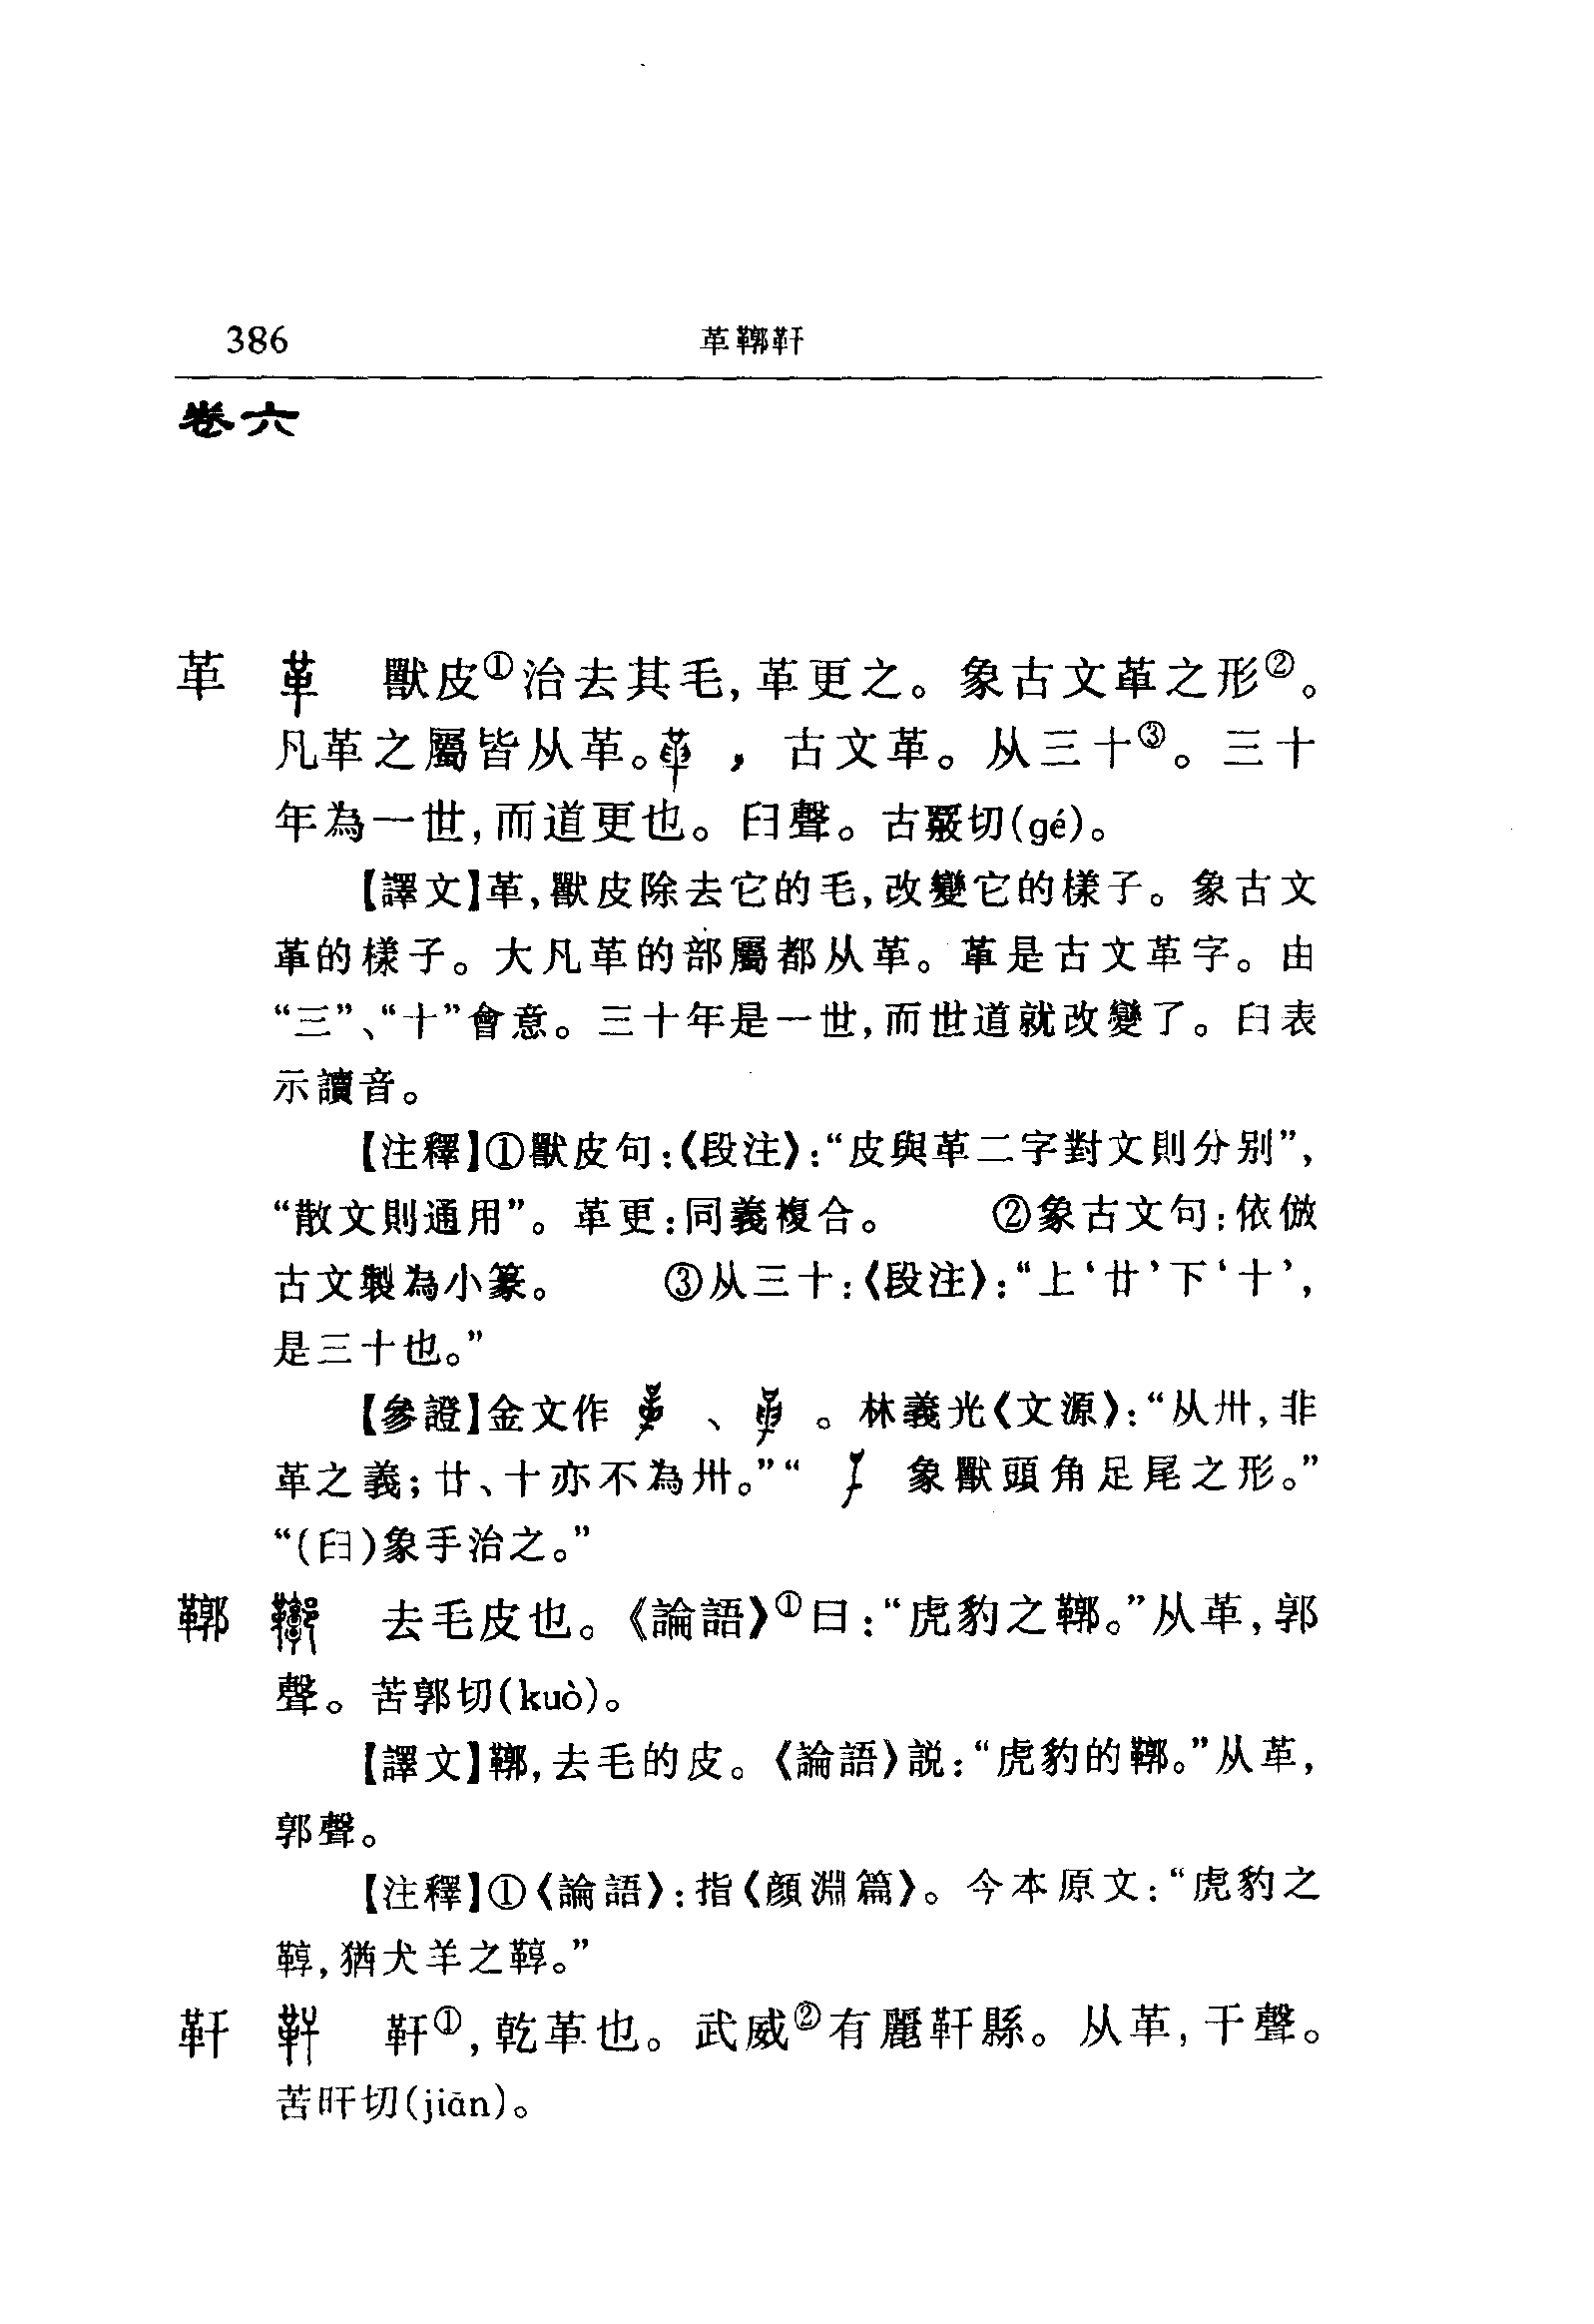 386 革鞹靬
卷六
革 獸皮①治去其毛,革更之。象古文革之形②。
凡革之屬皆从革。 ,古文革。从三十③。三十
年為一世,而道更也。𦥑聲。古覈切(gé)。
【譯文】革,獸皮除去它的毛,改變它的樣子。象古文
革的樣子。大凡革的部屬都从革。革是古文革字。由
“三”、“十”會意。三十年是一世,而世道就改變了。𦥑表
示讀音。
【注釋】①獸皮句:《段注》:“皮與革二字對文則分别”,
“散文則通用”。革更:同義複合。 ②象古文句:依倣
古文製為小篆。 ③从三十:《段注》:“上‘廿’下‘十’,
是三十也。”
【參證】金文作 、 。林義光《文源》:“从卅,非
革之義;廿、十亦不為卅。”“ 象獸頭角足尾之形。”
“(𦥑)象手治之。”
鞹 去毛皮也。《論語》①曰:“虎豹之鞹。”从革,郭
聲。苦郭切(kuò)。
【譯文】鞹,去毛的皮。《論語》説:“虎豹的鞹。”从革,
郭聲。
【注釋】①《論語》:指《顔淵篇》。今本原文:“虎豹之
鞟,猶犬羊之鞟。”
靬 靬①,乾革也。武威②有麗靬縣。从革,干聲。
苦旰切(jiān)。